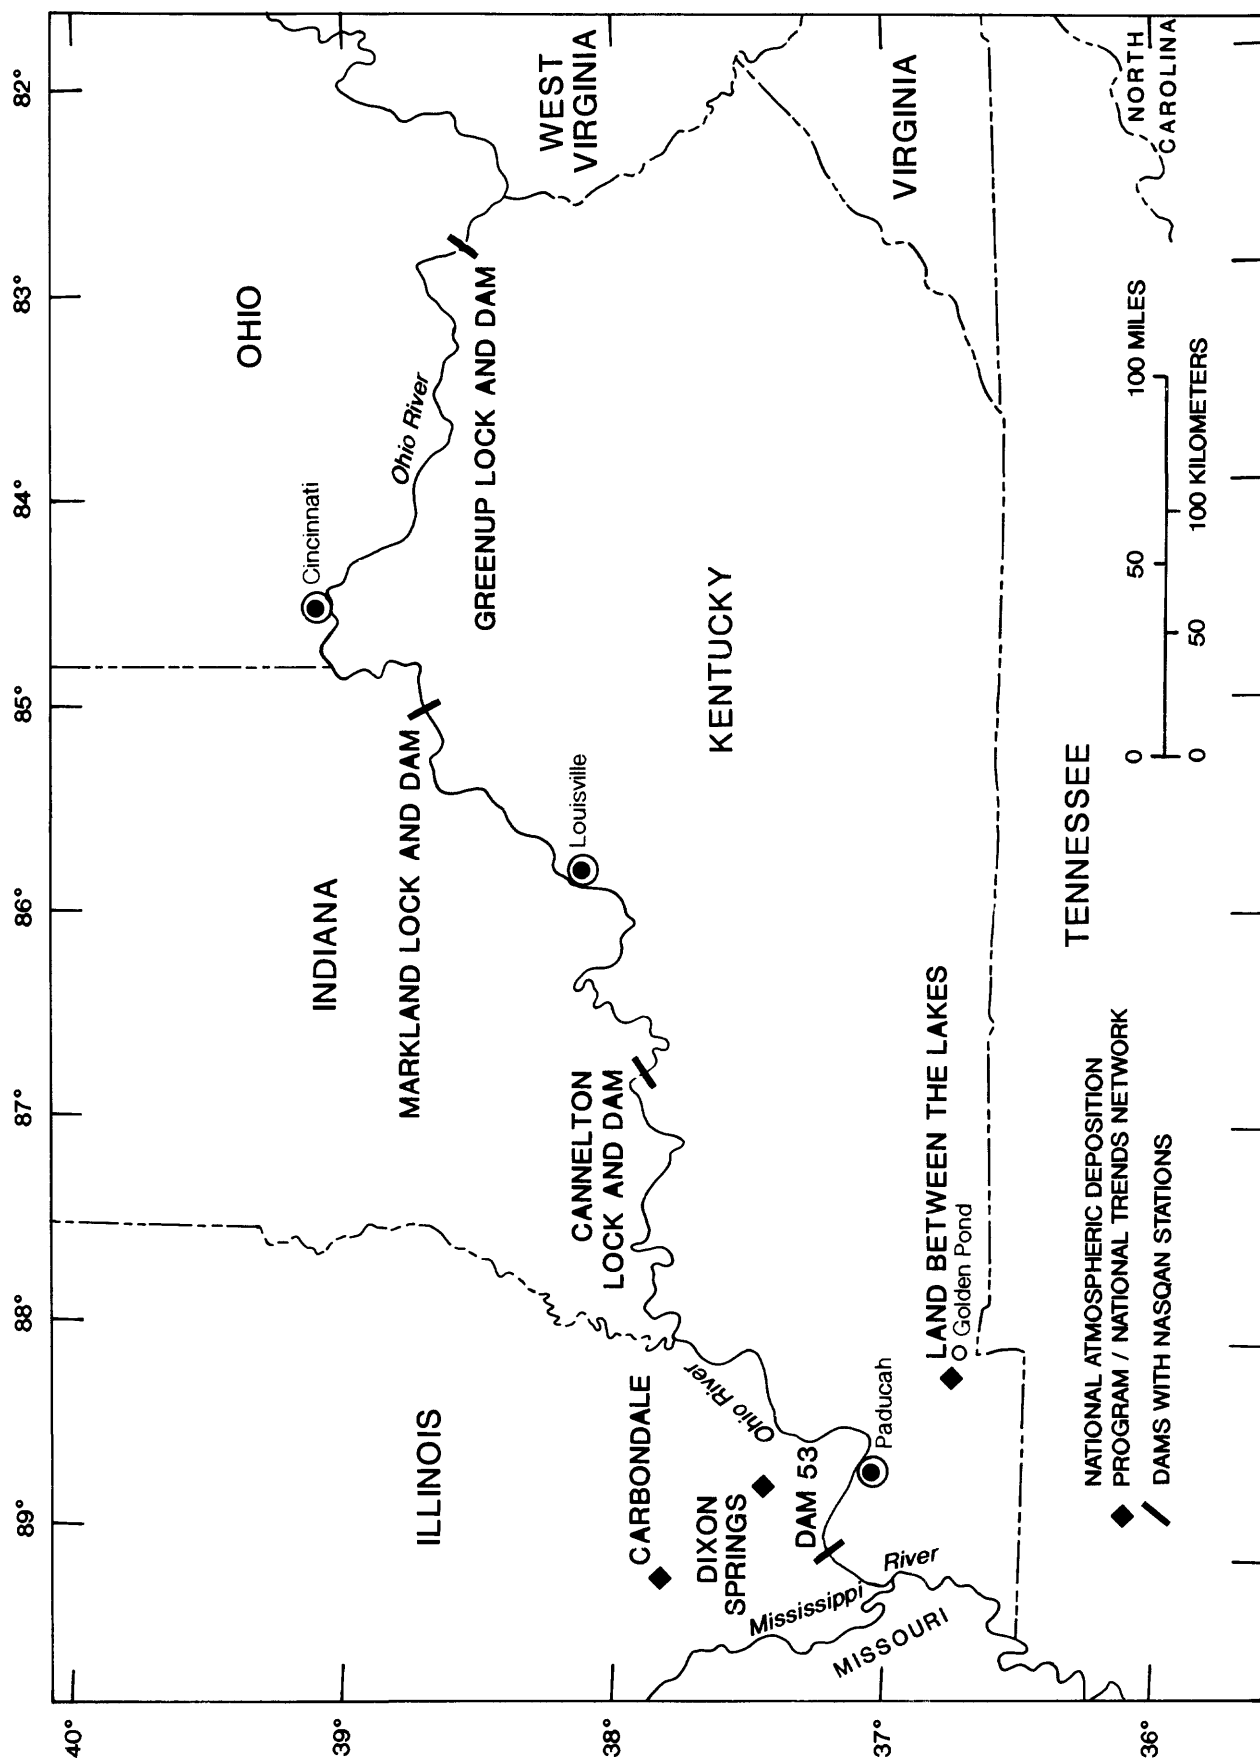 40°
39°
38°
37°
36°
89°
88°
87°
86°
85°
84°
83°
82°
ILLINOIS
INDIANA
OHIO
WEST
VIRGINIA
VIRGINIA
NORTH
CAROLINA
KENTUCKY
TENNESSEE
MISSOURI
Cincinnati
Ohio River
GREENUP LOCK AND DAM
MARKLAND LOCK AND DAM
Louisville
CANNELTON
LOCK AND DAM
CARBONDALE
Ohio River
DIXON
SPRINGS
DAM 53
Paducah
Mississippi River
LAND BETWEEN THE LAKES
Golden Pond
0 50 100 MILES
0 50 100 KILOMETERS
NATIONAL ATMOSPHERIC DEPOSITION
PROGRAM / NATIONAL TRENDS NETWORK
DAMS WITH NASQAN STATIONS